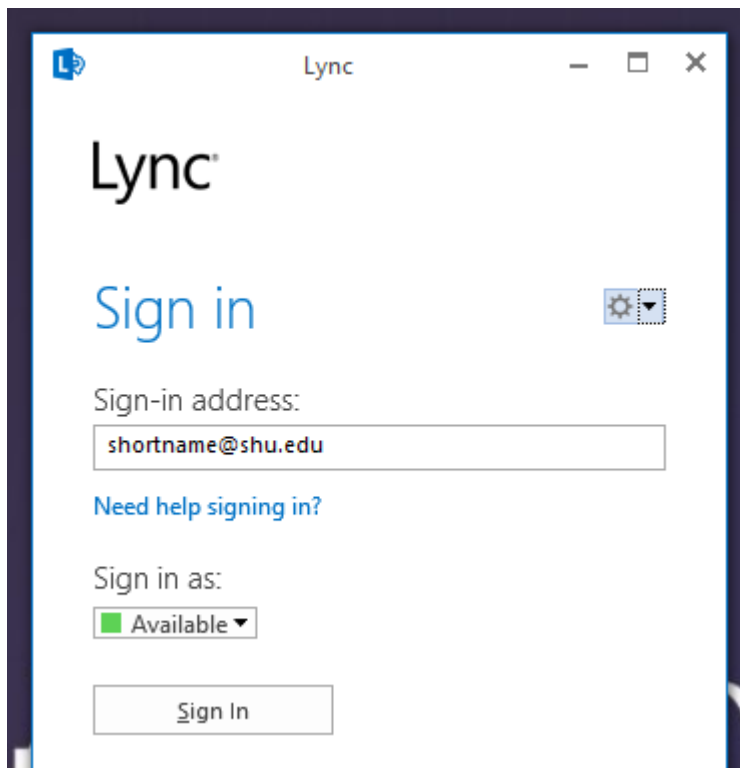 Lync
Lync
Sign in
Sign-in address:
shortname@shu.edu
Need help signing in?
Sign in as:
Available
Sign In